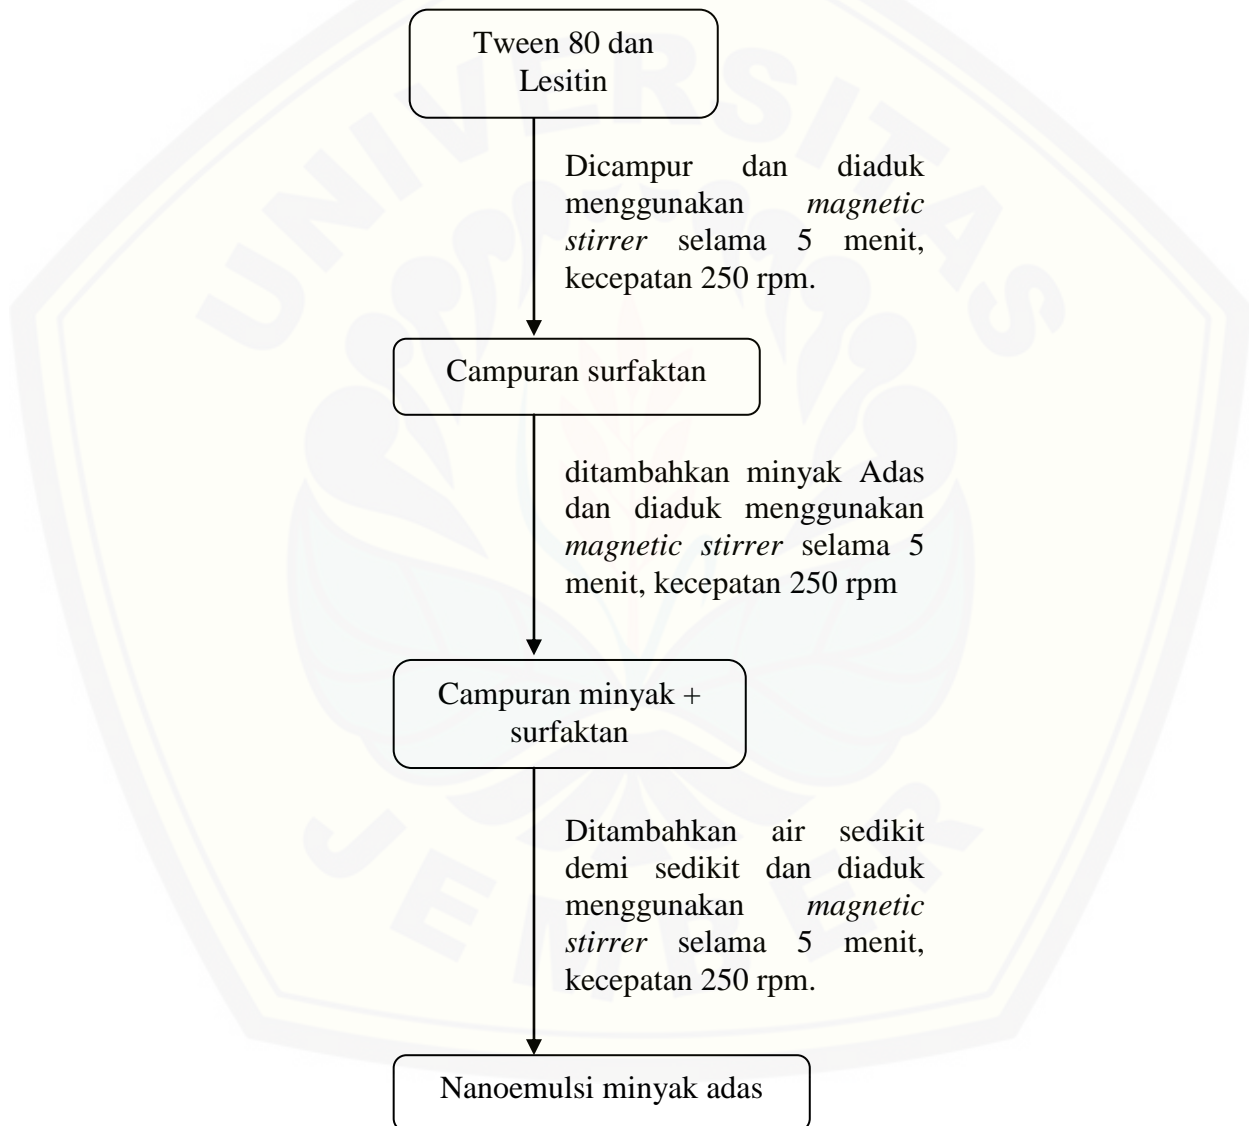 Tween 80 dan
Lesitin
Dicampur dan diaduk
menggunakan magnetic
stirrer selama 5 menit,
kecepatan 250 rpm.
Campuran surfaktan
ditambahkan minyak Adas
dan diaduk menggunakan
magnetic stirrer selama 5
menit, kecepatan 250 rpm
Campuran minyak +
surfaktan
Ditambahkan air sedikit
demi sedikit dan diaduk
menggunakan magnetic
stirrer selama 5 menit,
kecepatan 250 rpm.
Nanoemulsi minyak adas
UNIVERSITAS
JEMBER